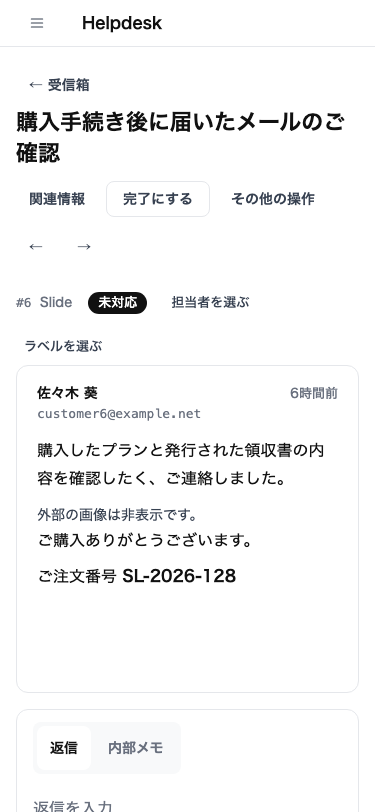 Helpdesk
← 受信箱
購入手続き後に届いたメールのご
確認
関連情報 完了にする その他の操作
← →
#6 Slide 未対応 担当者を選ぶ
ラベルを選ぶ
佐々木 葵 6時間前
customer6@example.net
購入したプランと発行された領収書の内
容を確認したく、ご連絡しました。
外部の画像は非表示です。
ご購入ありがとうございます。
ご注文番号 SL-2026-128
返信 内部メモ
返信を入力